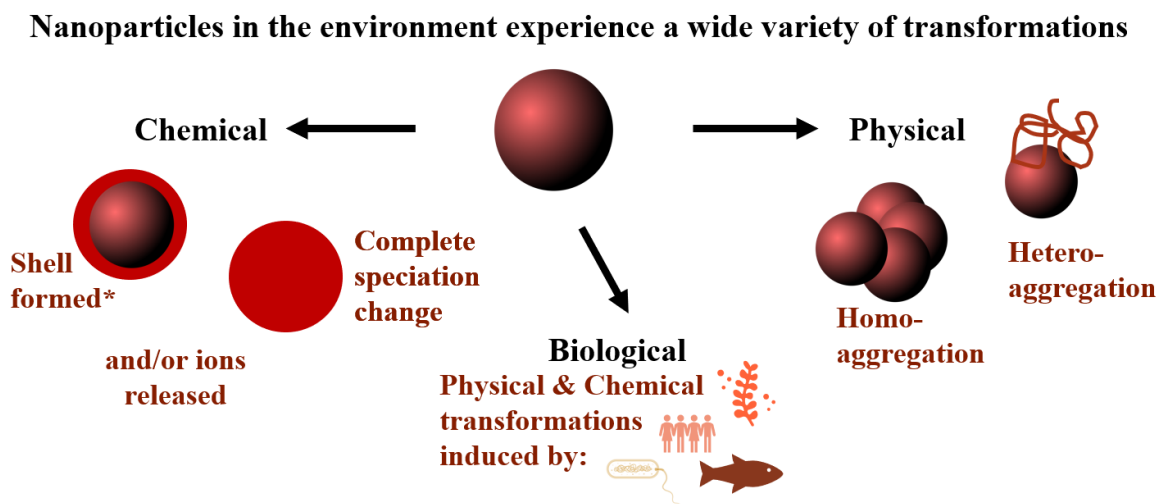 Nanoparticles in the environment experience a wide variety of transformations
Chemical
Physical
Shell
formed*
Complete
speciation
change
and/or ions
released
Biological
Physical & Chemical
transformations
induced by:
Homo-
aggregation
Hetero-
aggregation